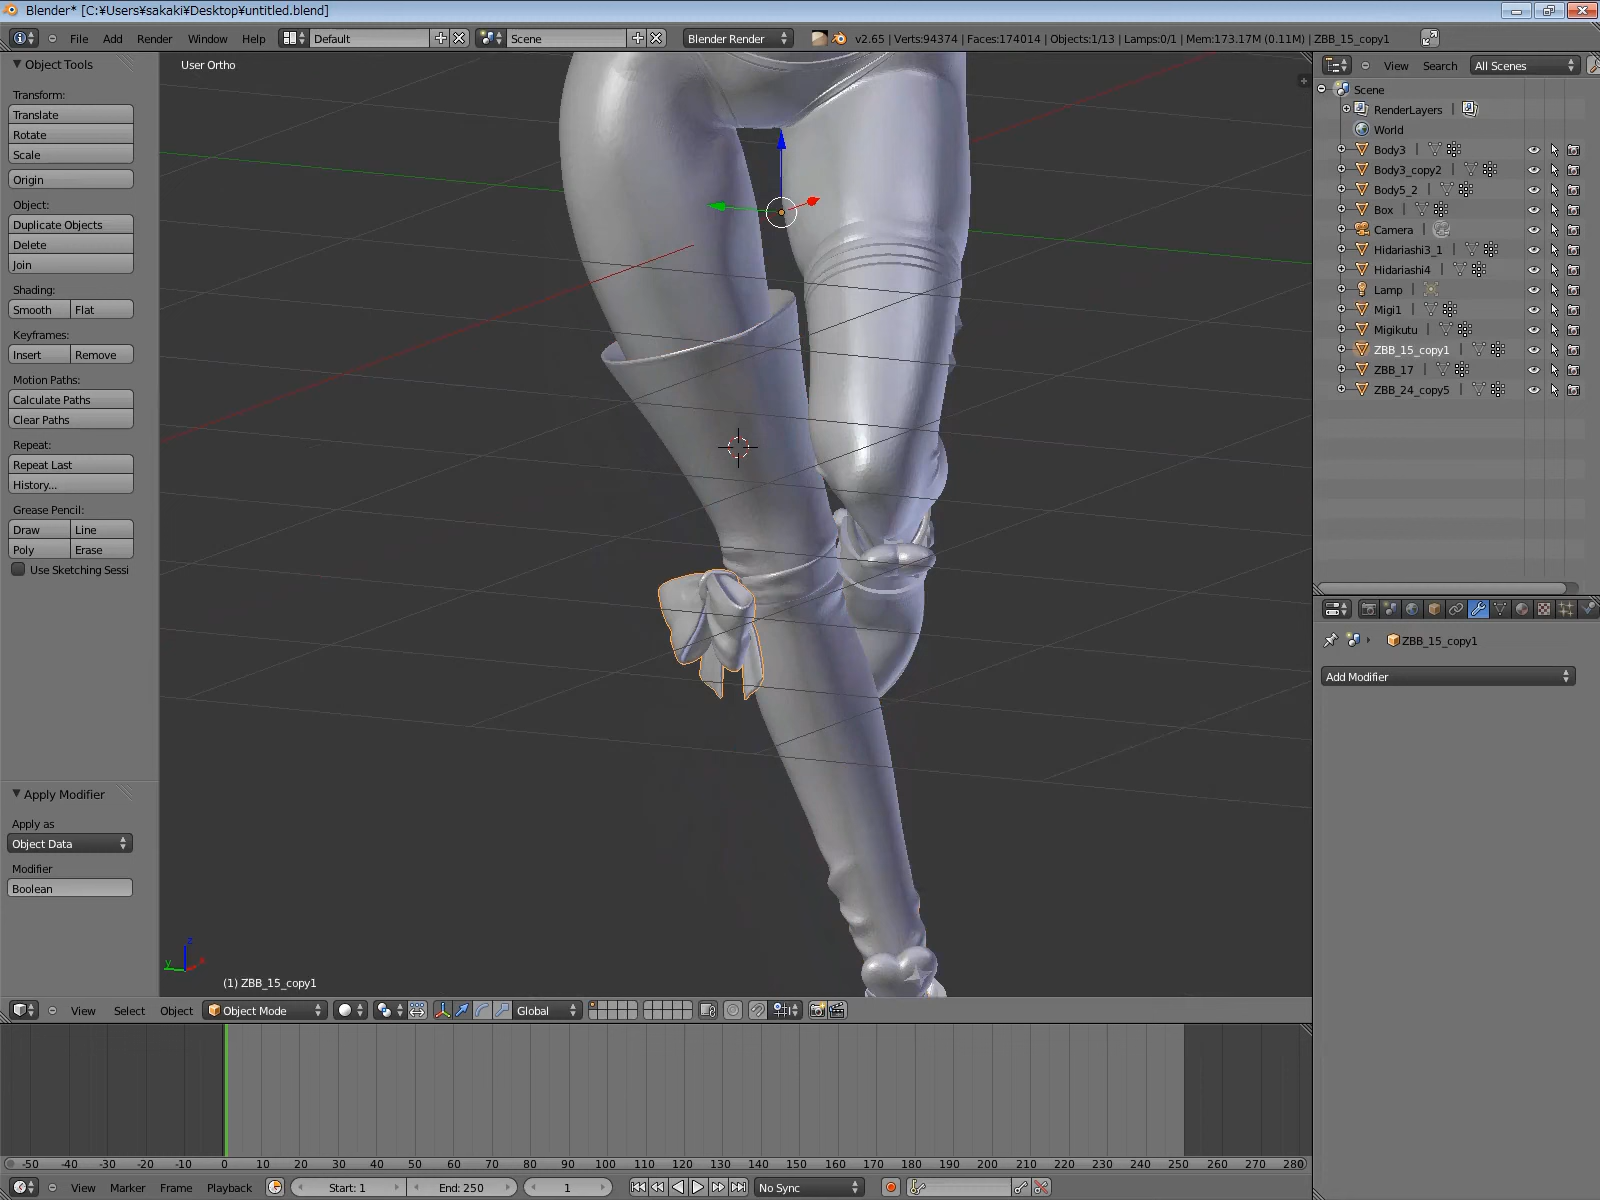 Blender* [C:¥Users¥sakaki¥Desktop¥untitled.blend]
File Add Render Window Help Default Scene Blender Render v2.65 | Verts:94374 | Faces:174014 | Objects:1/13 | Lamps:0/1 | Mem:173.17M (0.11M) | ZBB_15_copy1
Object Tools
Transform:
Translate
Rotate
Scale
Origin
Object:
Duplicate Objects
Delete
Join
Shading:
Smooth Flat
Keyframes:
Insert Remove
Motion Paths:
Calculate Paths
Clear Paths
Repeat:
Repeat Last
History...
Grease Pencil:
Draw Line
Poly Erase
Use Sketching Sessi
Apply Modifier
Apply as
Object Data
Modifier
Boolean
User Ortho
z
y
x
(1) ZBB_15_copy1
View Search All Scenes
Scene
RenderLayers |
World
Body3 |
Body3_copy2 |
Body5_2 |
Box |
Camera |
Hidariashi3_1 |
Hidariashi4 |
Lamp |
Migi1 |
Migikutu |
ZBB_15_copy1 |
ZBB_17 |
ZBB_24_copy5 |
ZBB_15_copy1
Add Modifier
View Select Object Object Mode Global
-50 -40 -30 -20 -10 0 10 20 30 40 50 60 70 80 90 100 110 120 130 140 150 160 170 180 190 200 210 220 230 240 250 260 270 280
View Marker Frame Playback Start: 1 End: 250 1 No Sync